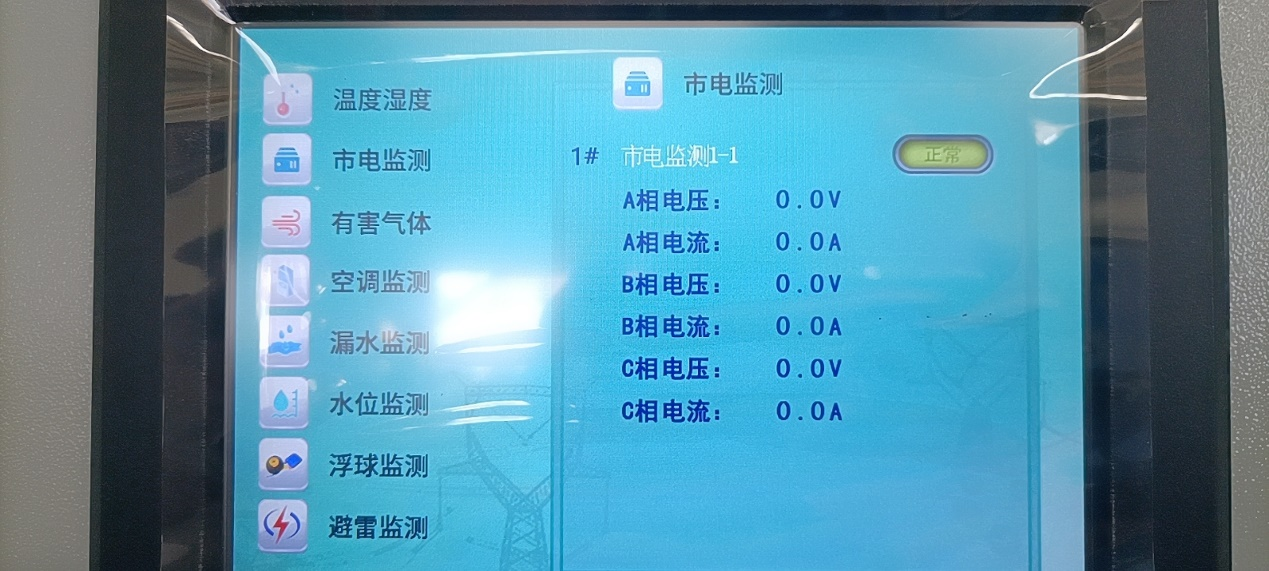 市电监测
温度湿度
市电监测
有害气体
空调监测
漏水监测
水位监测
浮球监测
避雷监测
1# 市电监测1-1 正常
A相电压: 0.0V
A相电流: 0.0A
B相电压: 0.0V
B相电流: 0.0A
C相电压: 0.0V
C相电流: 0.0A